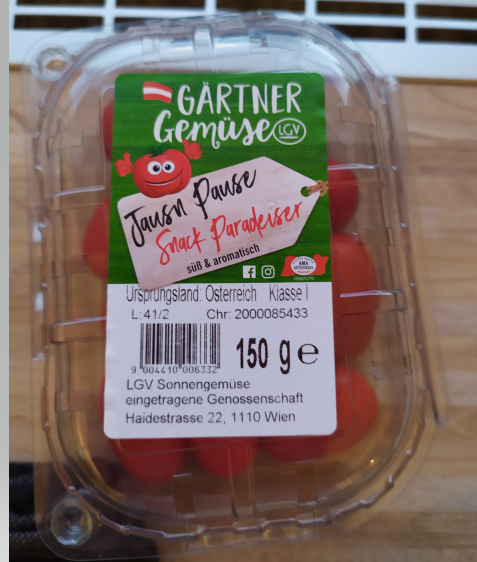 GÄRTNER
Gemüse LGV
Jausn Pause
Snack Paradeiser
süß & aromatisch
AMA
Ursprungsland: Österreich Klasse I
L: 41/2 Chr: 2000085433
150 g e
9 004410 006332
LGV Sonnengemüse
eingetragene Genossenschaft
Haidestrasse 22, 1110 Wien